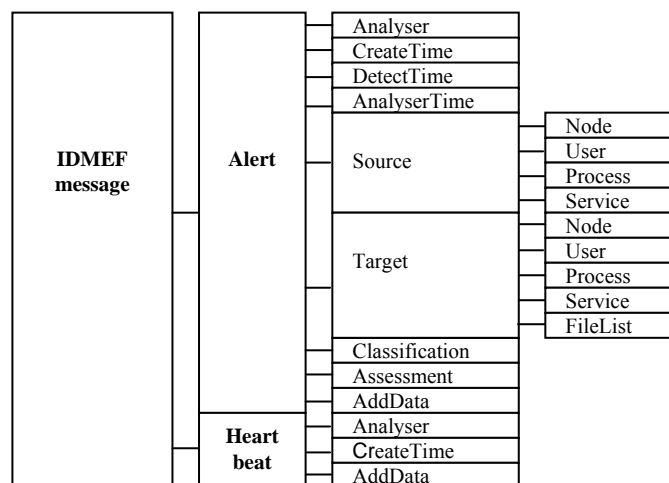 IDMEF
message
Alert
Analyser
CreateTime
DetectTime
AnalyserTime
Source
Node
User
Process
Service
Target
Node
User
Process
Service
FileList
Classification
Assessment
AddData
Heart
beat
Analyser
CreateTime
AddData